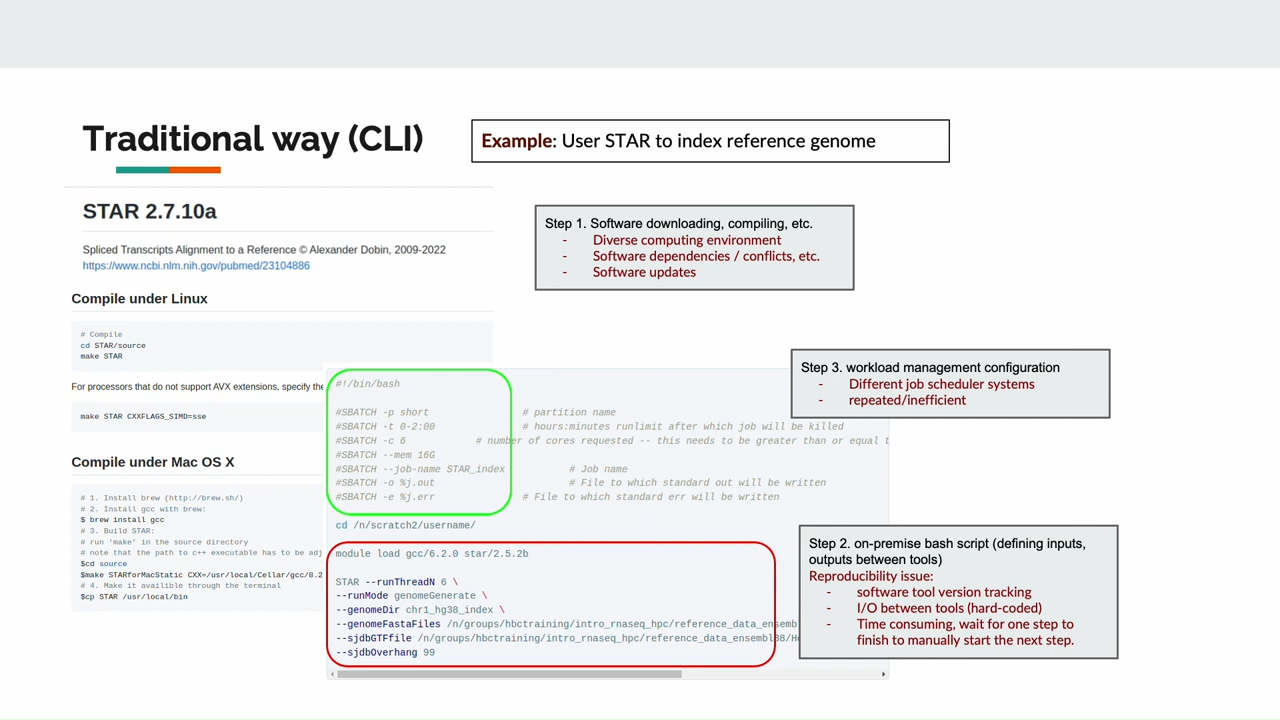 Traditional way (CLI)
Example: User STAR to index reference genome
STAR 2.7.10a
Spliced Transcripts Alignment to a Reference © Alexander Dobin, 2009-2022
https://www.ncbi.nlm.nih.gov/pubmed/23104886
Compile under Linux
# Compile
cd STAR/source
make STAR
For processors that do not support AVX extensions, specify the
make STAR CXXFLAGS_SIMD=sse
Compile under Mac OS X
# 1. Install brew (http://brew.sh/)
# 2. Install gcc with brew:
$ brew install gcc
# 3. Build STAR:
# run 'make' in the source directory
# note that the path to c++ executable has to be adj
$cd source
$make STARforMacStatic CXX=/usr/local/Cellar/gcc/8.2
# 4. Make it availible through the terminal
$cp STAR /usr/local/bin
Step 1. Software downloading, compiling, etc.
- Diverse computing environment
- Software dependencies / conflicts, etc.
- Software updates
#!/bin/bash
#SBATCH -p short # partition name
#SBATCH -t 0-2:00 # hours:minutes runlimit after which job will be killed
#SBATCH -c 6 # number of cores requested -- this needs to be greater than or equal t
#SBATCH --mem 16G
#SBATCH --job-name STAR_index # Job name
#SBATCH -o %j.out # File to which standard out will be written
#SBATCH -e %j.err # File to which standard err will be written
cd /n/scratch2/username/
module load gcc/6.2.0 star/2.5.2b
STAR --runThreadN 6 \
--runMode genomeGenerate \
--genomeDir chr1_hg38_index \
--genomeFastaFiles /n/groups/hbctraining/intro_rnaseq_hpc/reference_data_ensembl
--sjdbGTFfile /n/groups/hbctraining/intro_rnaseq_hpc/reference_data_ensembl38/Ho
--sjdbOverhang 99
Step 3. workload management configuration
- Different job scheduler systems
- repeated/inefficient
Step 2. on-premise bash script (defining inputs,
outputs between tools)
Reproducibility issue:
- software tool version tracking
- I/O between tools (hard-coded)
- Time consuming, wait for one step to
finish to manually start the next step.